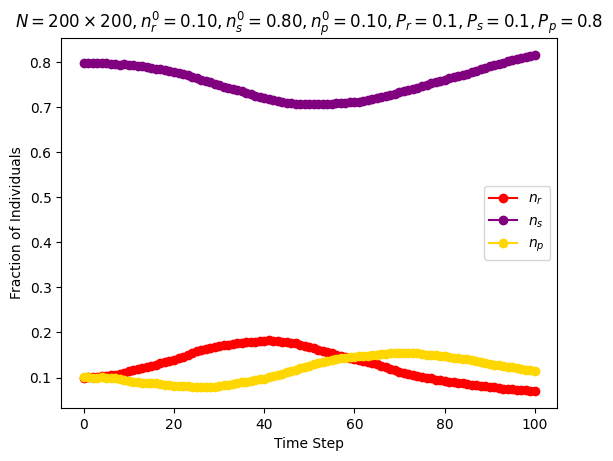 N = 200 × 200, n_r^0 = 0.10, n_s^0 = 0.80, n_p^0 = 0.10, P_r = 0.1, P_s = 0.1, P_p = 0.8
0.8
0.7
0.6
0.5
0.4
0.3
0.2
0.1
Fraction of Individuals
n_r
n_s
n_p
0 20 40 60 80 100
Time Step